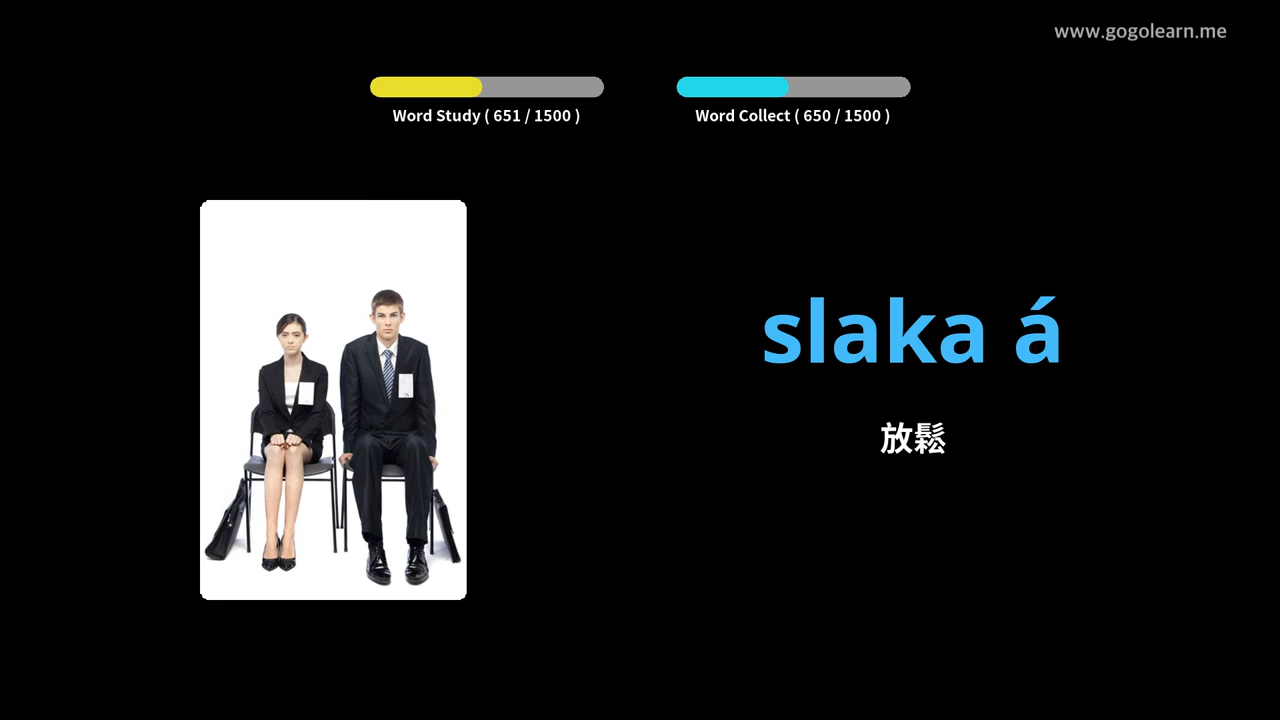 www.gogolearn.me
Word Study ( 651 / 1500 )
Word Collect ( 650 / 1500 )
slaka á
放鬆